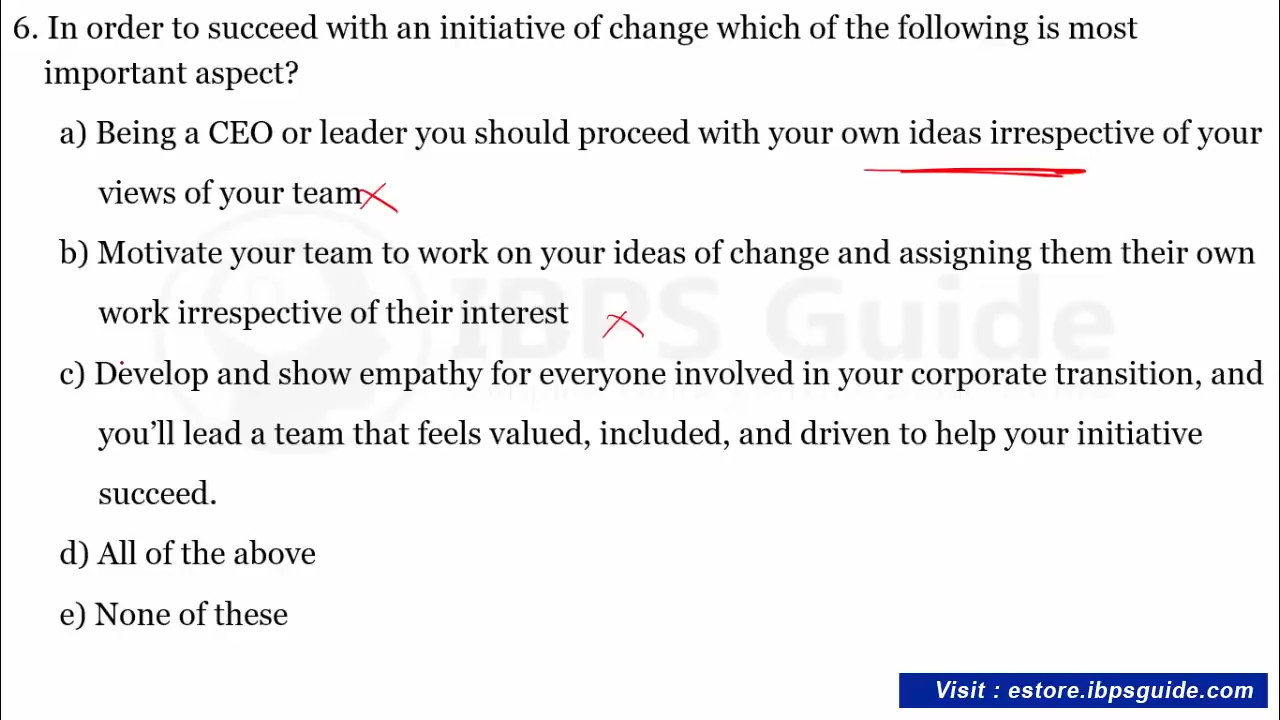 6. In order to succeed with an initiative of change which of the following is most
important aspect?
a) Being a CEO or leader you should proceed with your own ideas irrespective of your
views of your team
b) Motivate your team to work on your ideas of change and assigning them their own
work irrespective of their interest
IBPS Guide
c) Develop and show empathy for everyone involved in your corporate transition, and
you’ll lead a team that feels valued, included, and driven to help your initiative
succeed.
d) All of the above
e) None of these
Visit : estore.ibpsguide.com